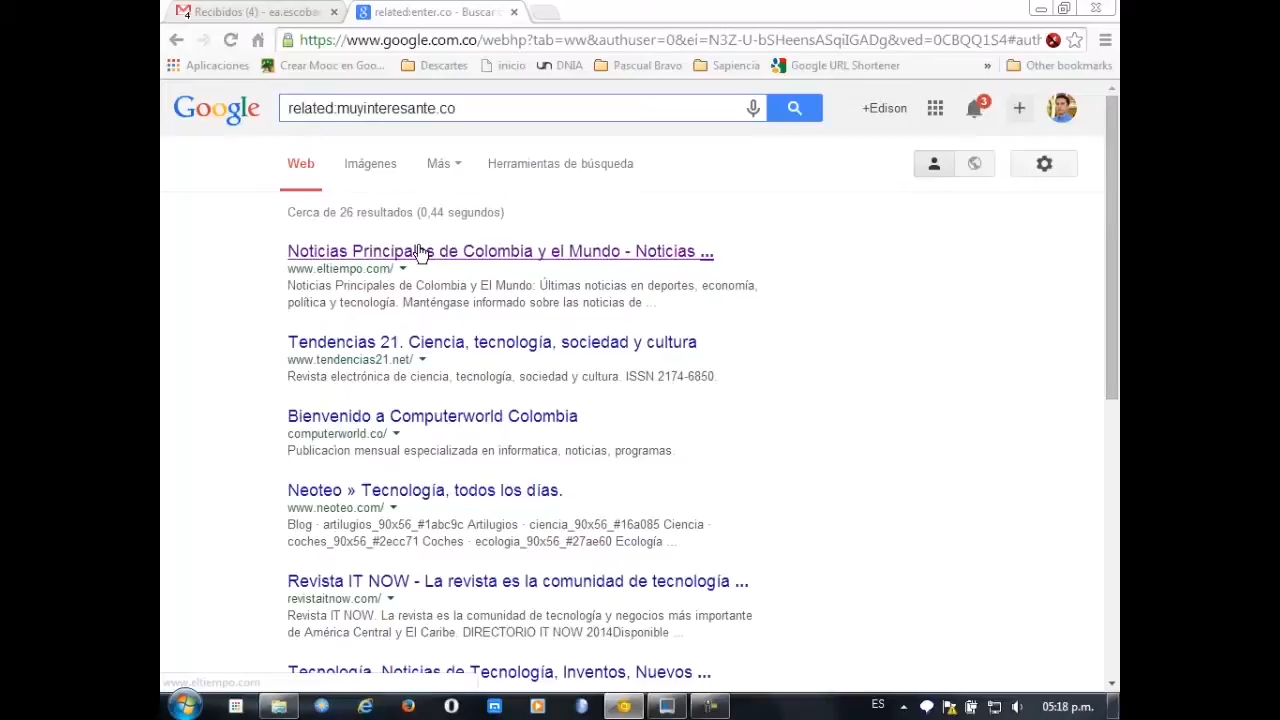 Recibidos (4) - ea.escoba
related:enter.co - Buscar c
https://www.google.com.co/webhp?tab=ww&authuser=0&ei=N3Z-U-bSHeensASqiIGADg&ved=0CBQQ1S4#auth
Aplicaciones
Crear Mooc en Goo...
Descartes
inicio
DNIA
Pascual Bravo
Sapiencia
Google URL Shortener
»
Other bookmarks
Google
related:muyinteresante.co
+Edison
3
Web
Imágenes
Más
Herramientas de búsqueda
Cerca de 26 resultados (0,44 segundos)
Noticias Principales de Colombia y el Mundo - Noticias ...
www.eltiempo.com/
Noticias Principales de Colombia y El Mundo: Últimas noticias en deportes, economía,
política y tecnología. Manténgase informado sobre las noticias de ...
Tendencias 21. Ciencia, tecnología, sociedad y cultura
www.tendencias21.net/
Revista electrónica de ciencia, tecnología, sociedad y cultura. ISSN 2174-6850.
Bienvenido a Computerworld Colombia
computerworld.co/
Publicacion mensual especializada en informatica, noticias, programas.
Neoteo » Tecnología, todos los días.
www.neoteo.com/
Blog · artilugios_90x56_#1abc9c Artilugios · ciencia_90x56_#16a085 Ciencia ·
coches_90x56_#2ecc71 Coches · ecologia_90x56_#27ae60 Ecología ...
Revista IT NOW - La revista es la comunidad de tecnología ...
revistaitnow.com/
Revista IT NOW. La revista es la comunidad de tecnología y negocios más importante
de América Central y El Caribe. DIRECTORIO IT NOW 2014Disponible ...
Tecnología, Noticias de Tecnología, Inventos, Nuevos ...
www.eltiempo.com
ES
05:18 p.m.